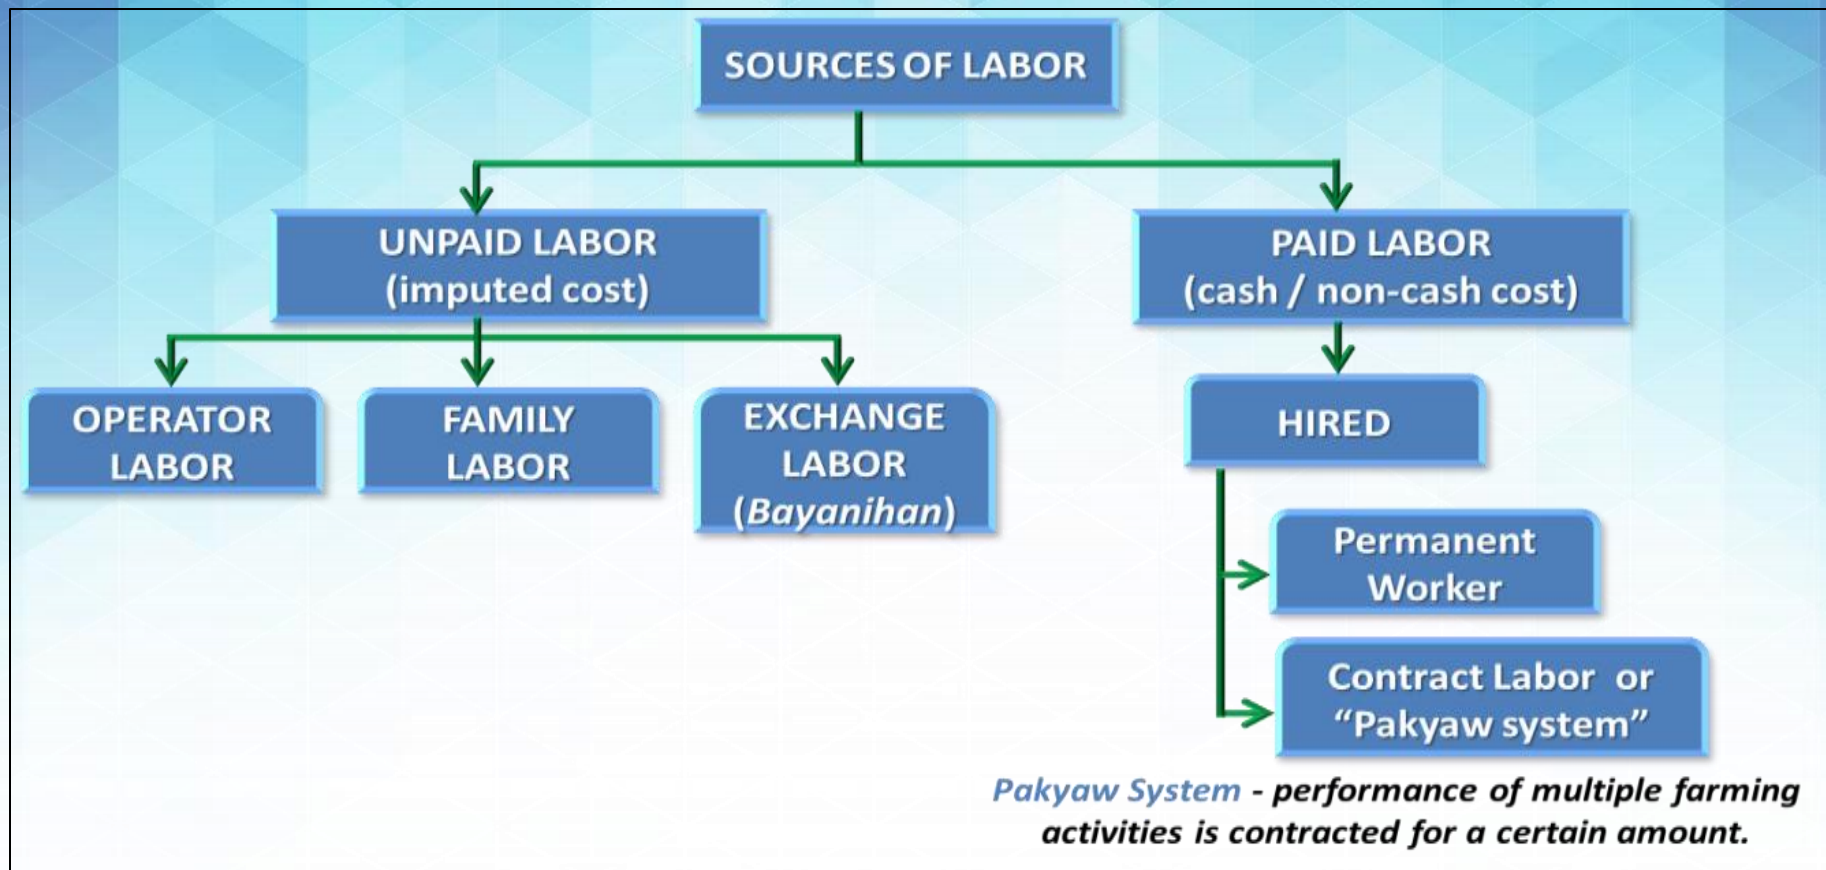 SOURCES OF LABOR
UNPAID LABOR
(imputed cost)
PAID LABOR
(cash / non-cash cost)
OPERATOR
LABOR
FAMILY
LABOR
EXCHANGE
LABOR
(Bayanihan)
HIRED
Permanent
Worker
Contract Labor or
“Pakyaw system”
Pakyaw System - performance of multiple farming
activities is contracted for a certain amount.